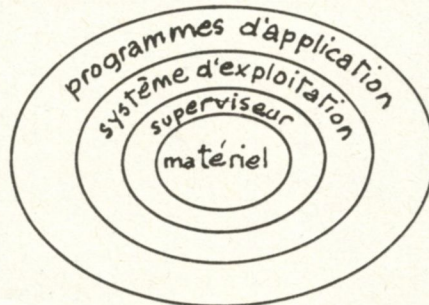 programmes d'application
système d'exploitation
superviseur
matériel